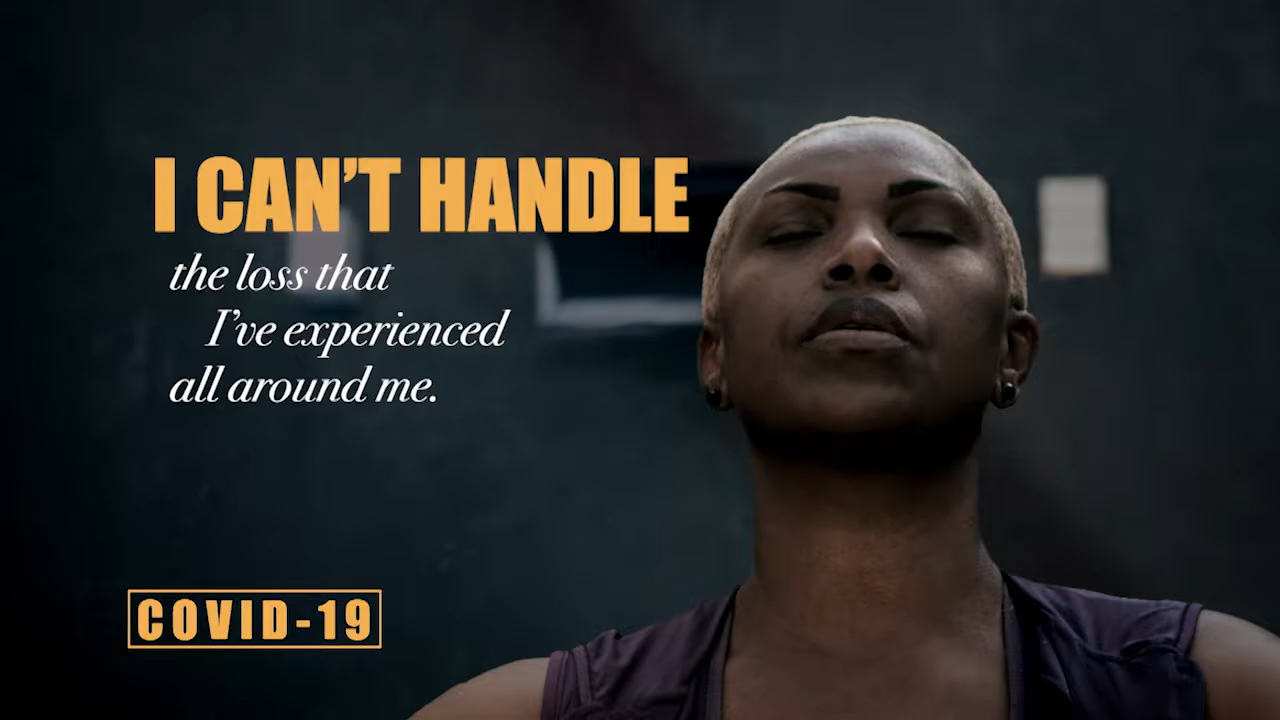 I CAN’T HANDLE
the loss that
I’ve experienced
all around me.
COVID-19